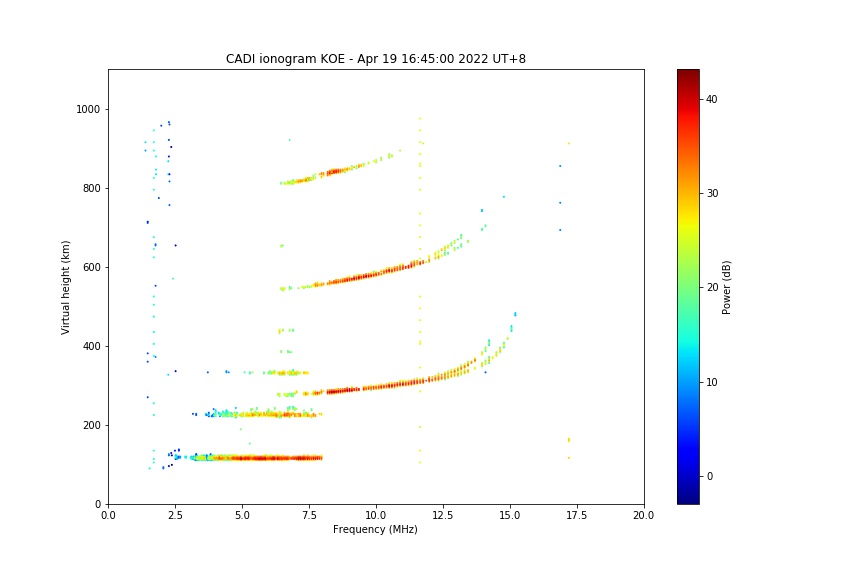 CADI ionogram KOE - Apr 19 16:45:00 2022 UT+8
Virtual height (km)
1000
800
600
400
200
0
0.0 2.5 5.0 7.5 10.0 12.5 15.0 17.5 20.0
Frequency (MHz)
40
30
20
10
0
Power (dB)